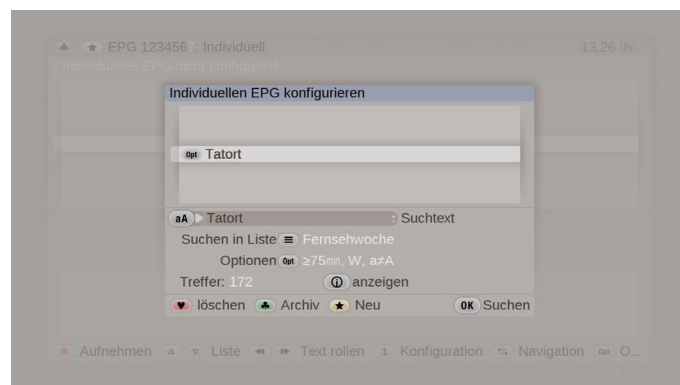 EPG 123456 : Individuell 13.26 Uhr
Individuelles EPG nicht konfiguriert
Individuellen EPG konfigurieren
Opt Tatort
aA Tatort : Suchtext
Suchen in Liste Fernsehwoche
Optionen Opt ≥75min, W, a≠A
Treffer: 172 anzeigen
löschen Archiv Neu OK Suchen
Aufnehmen Liste Text rollen 1 Konfiguration Navigation Opt O...